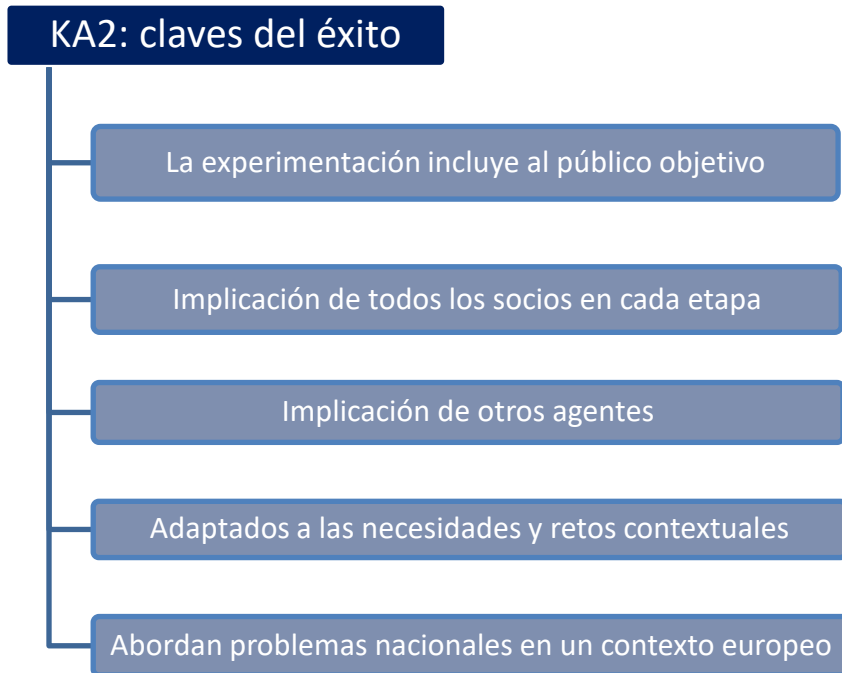 KA2: claves del éxito
La experimentación incluye al público objetivo
Implicación de todos los socios en cada etapa
Implicación de otros agentes
Adaptados a las necesidades y retos contextuales
Abordan problemas nacionales en un contexto europeo